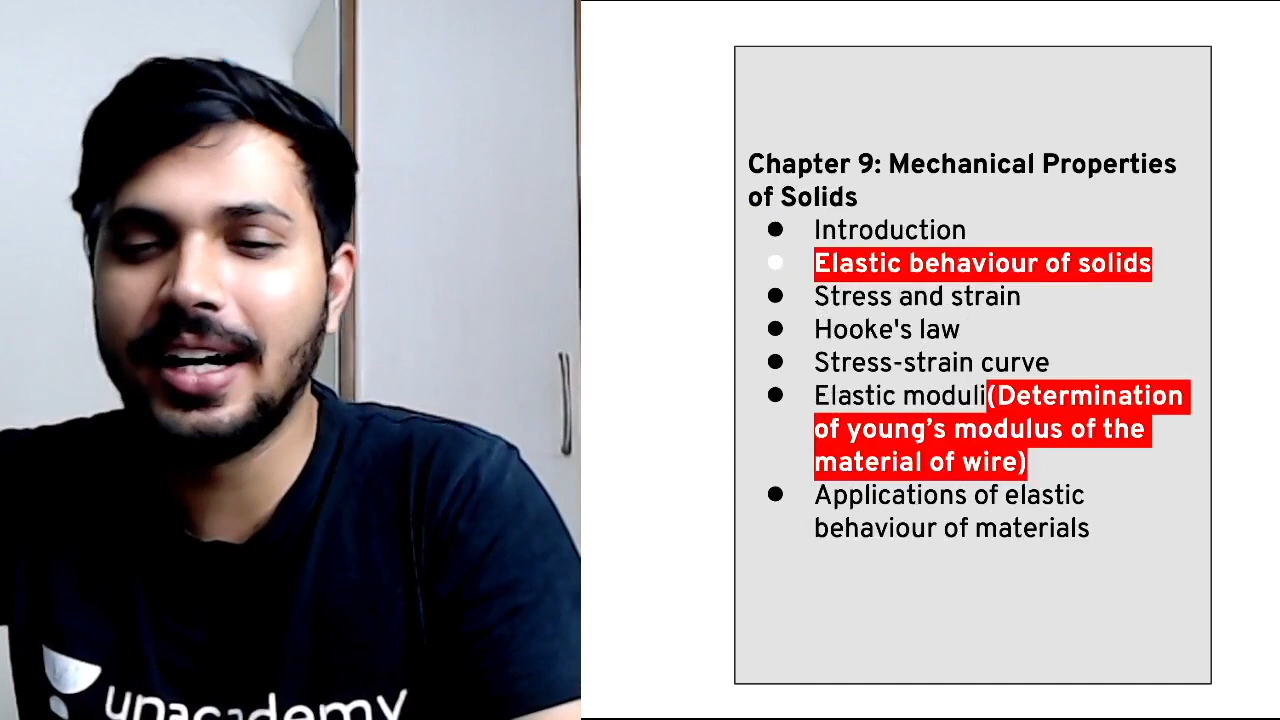 Chapter 9: Mechanical Properties
of Solids
● Introduction
● Elastic behaviour of solids
● Stress and strain
● Hooke's law
● Stress-strain curve
● Elastic moduli(Determination
of young’s modulus of the
material of wire)
● Applications of elastic
behaviour of materials
unacademy